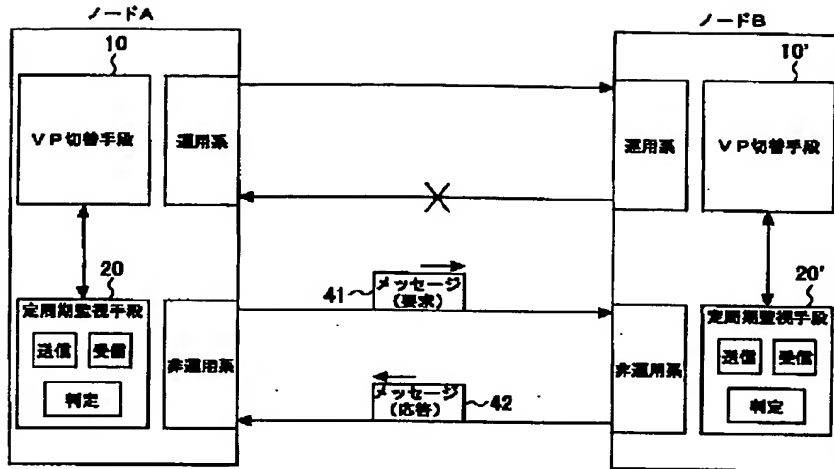 ノードA
ノードB
10
10'
VP切替手段
運用系
運用系
VP切替手段
20
20'
定周期監視手段
送信
受信
判定
非運用系
41
メッセージ
(要求)
メッセージ
(応答)
42
非運用系
定周期監視手段
送信
受信
判定